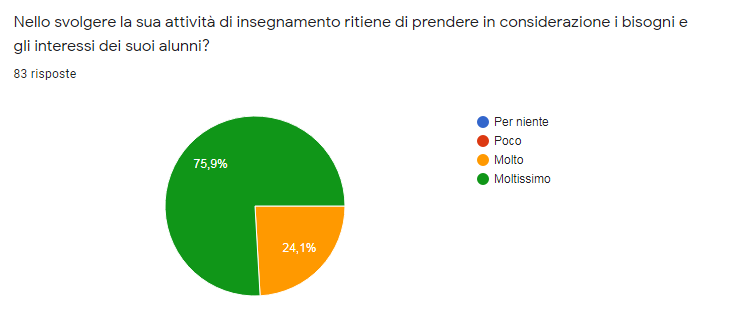 Nello svolgere la sua attività di insegnamento ritiene di prendere in considerazione i bisogni e
gli interessi dei suoi alunni?
83 risposte
75,9%
24,1%
Per niente
Poco
Molto
Moltissimo